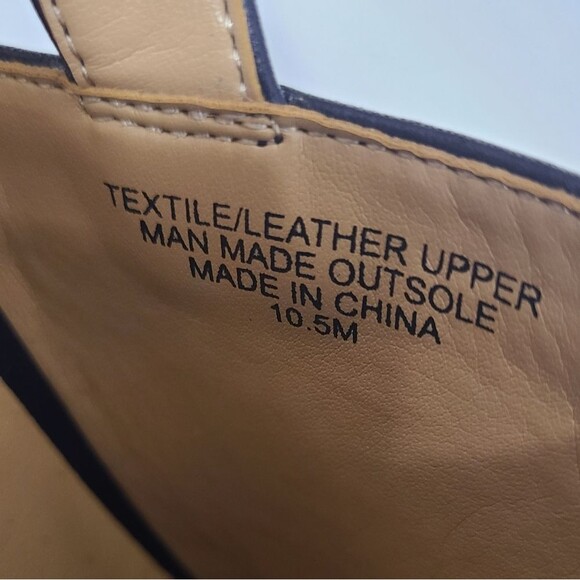 TEXTILE/LEATHER UPPER
MAN MADE OUTSOLE
MADE IN CHINA
10.5M